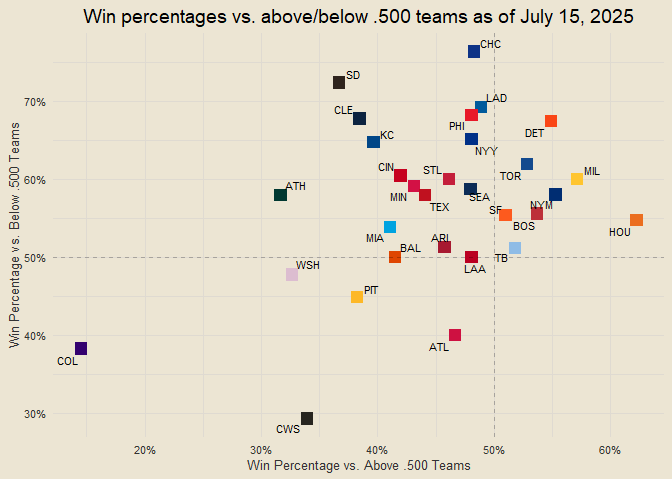 Win percentages vs. above/below .500 teams as of July 15, 2025
CHC
SD
70%
LAD
CLE
PHI
DET
KC
NYY
CIN
STL
TOR
MIL
60%
ATH
MIN
TEX
SEA
NYM
SF
BOS
HOU
MIA
ARI
BAL
TB
50%
LAA
WSH
PIT
40%
ATL
COL
30%
CWS
20%
30%
40%
50%
60%
Win Percentage vs. Above .500 Teams
Win Percentage vs. Below .500 Teams